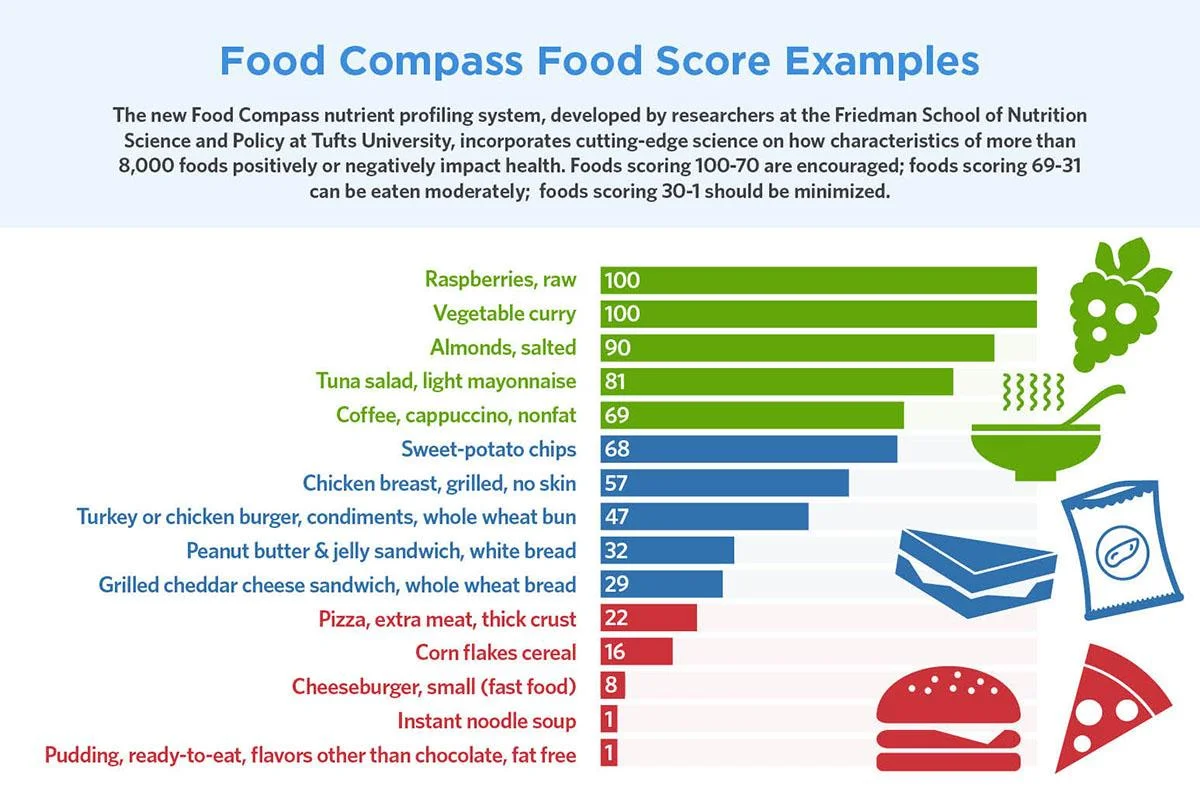 Food Compass Food Score Examples
The new Food Compass nutrient profiling system, developed by researchers at the Friedman School of Nutrition
Science and Policy at Tufts University, incorporates cutting-edge science on how characteristics of more than
8,000 foods positively or negatively impact health. Foods scoring 100-70 are encouraged; foods scoring 69-31
can be eaten moderately;  foods scoring 30-1 should be minimized.
Raspberries, raw 100
Vegetable curry 100
Almonds, salted 90
Tuna salad, light mayonnaise 81
Coffee, cappuccino, nonfat 69
Sweet-potato chips 68
Chicken breast, grilled, no skin 57
Turkey or chicken burger, condiments, whole wheat bun 47
Peanut butter & jelly sandwich, white bread 32
Grilled cheddar cheese sandwich, whole wheat bread 29
Pizza, extra meat, thick crust 22
Corn flakes cereal 16
Cheeseburger, small (fast food) 8
Instant noodle soup 1
Pudding, ready-to-eat, flavors other than chocolate, fat free 1